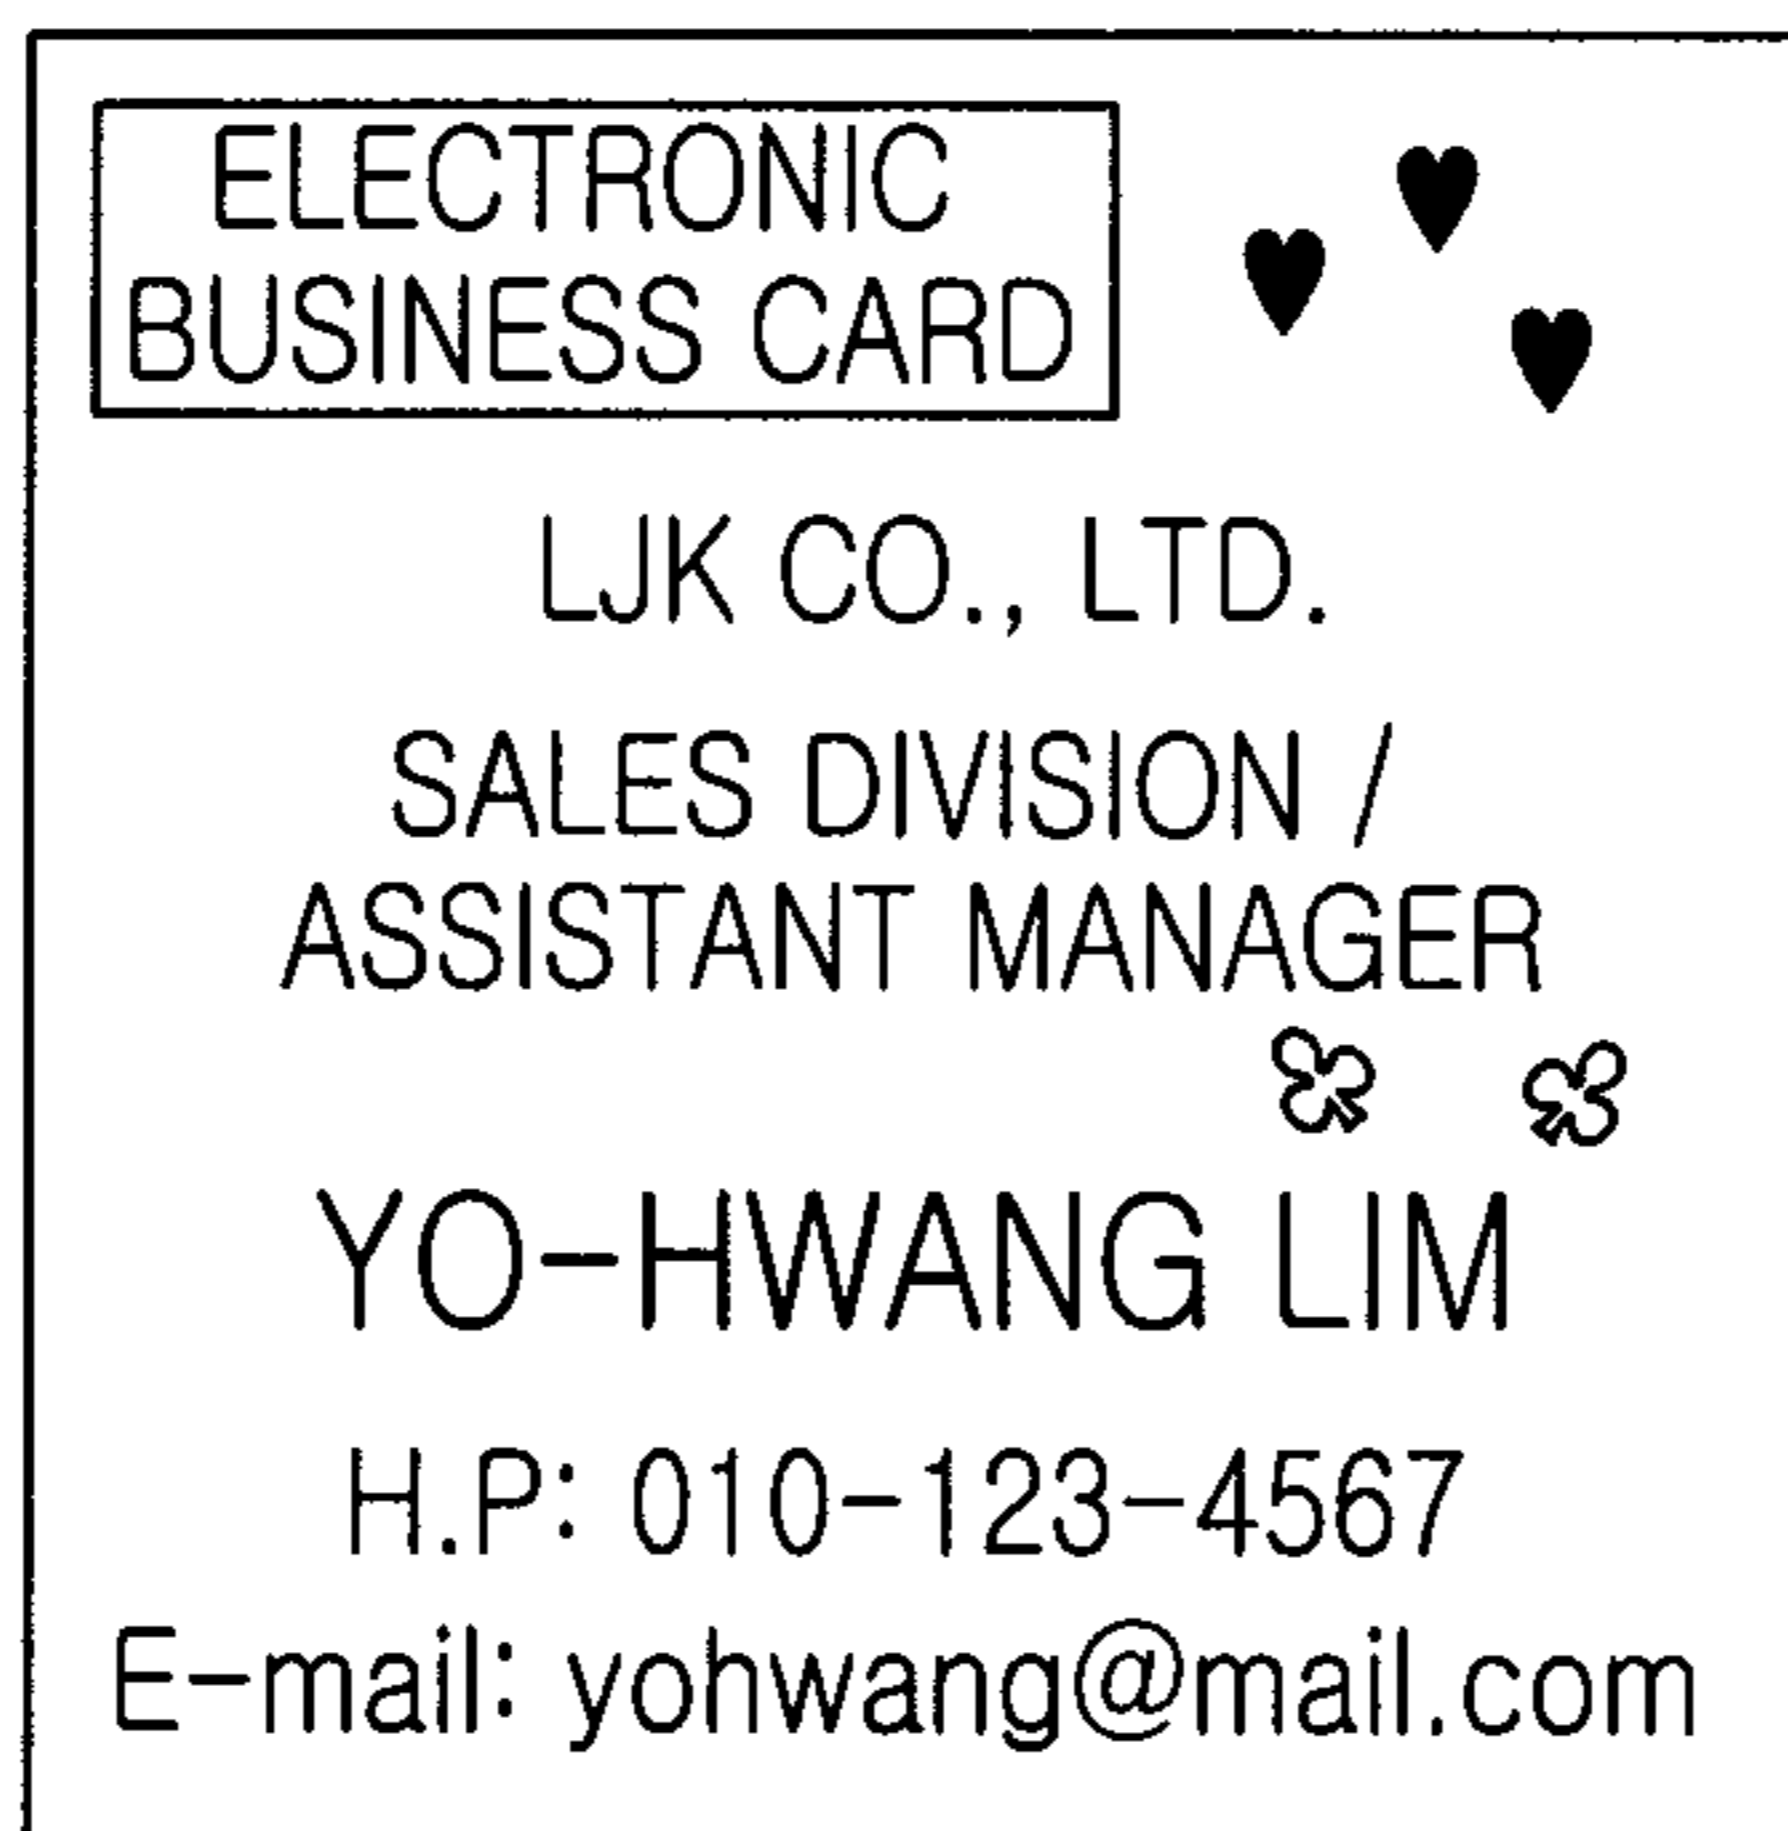 ELECTRONIC
BUSINESS CARD
LJK CO., LTD.
SALES DIVISION /
ASSISTANT MANAGER
YO-HWANG LIM
H.P: 010-123-4567
E-mail: yohwang@mail.com